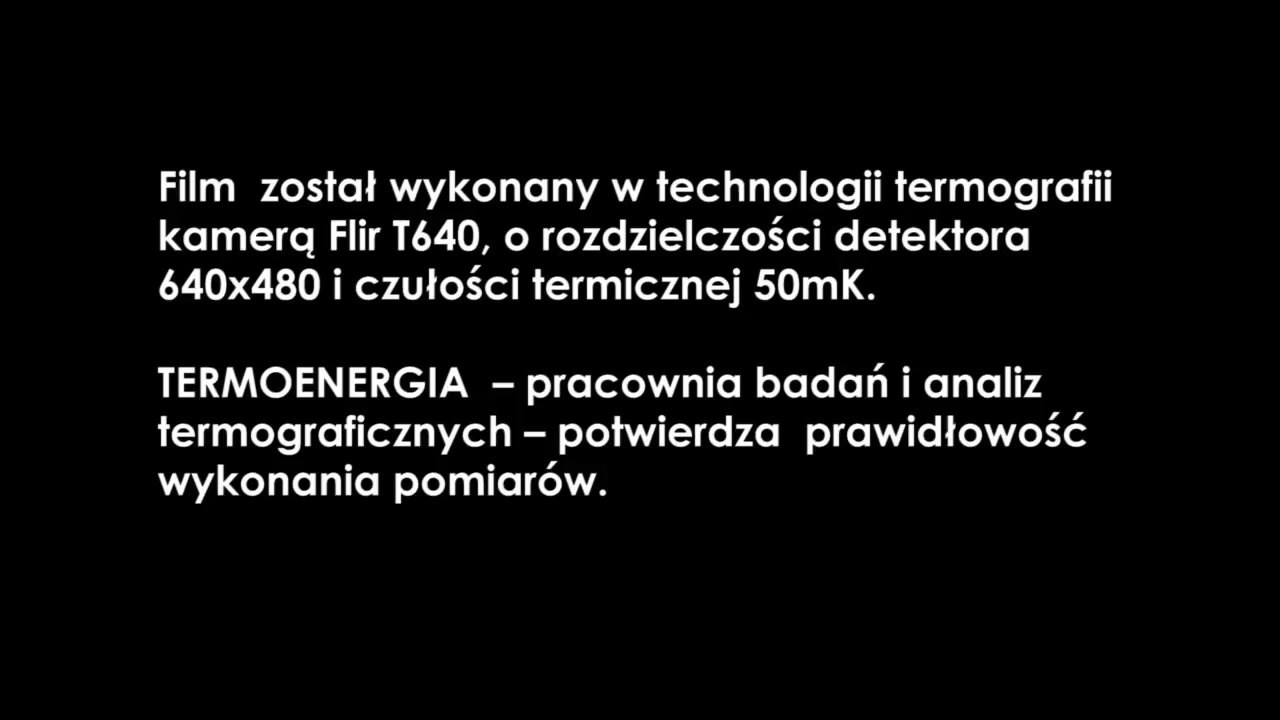 Film  został wykonany w technologii termografii
kamerą Flir T640, o rozdzielczości detektora
640x480 i czułości termicznej 50mK.
TERMOENERGIA  – pracownia badań i analiz
termograficznych – potwierdza  prawidłowość
wykonania pomiarów.